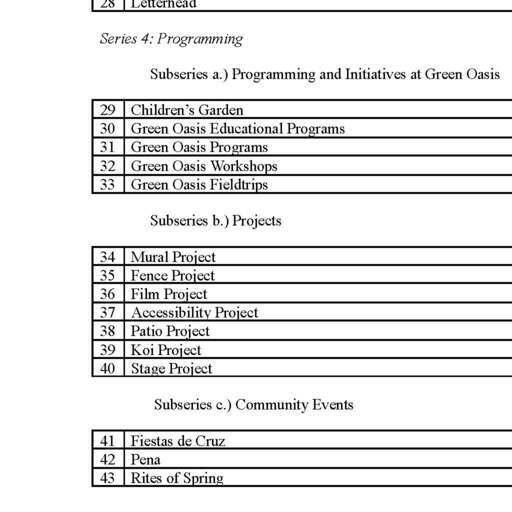 28 Letterhead
Series 4: Programming
Subseries a.) Programming and Initiatives at Green Oasis
29 Children’s Garden
30 Green Oasis Educational Programs
31 Green Oasis Programs
32 Green Oasis Workshops
33 Green Oasis Fieldtrips
Subseries b.) Projects
34 Mural Project
35 Fence Project
36 Film Project
37 Accessibility Project
38 Patio Project
39 Koi Project
40 Stage Project
Subseries c.) Community Events
41 Fiestas de Cruz
42 Pena
43 Rites of Spring